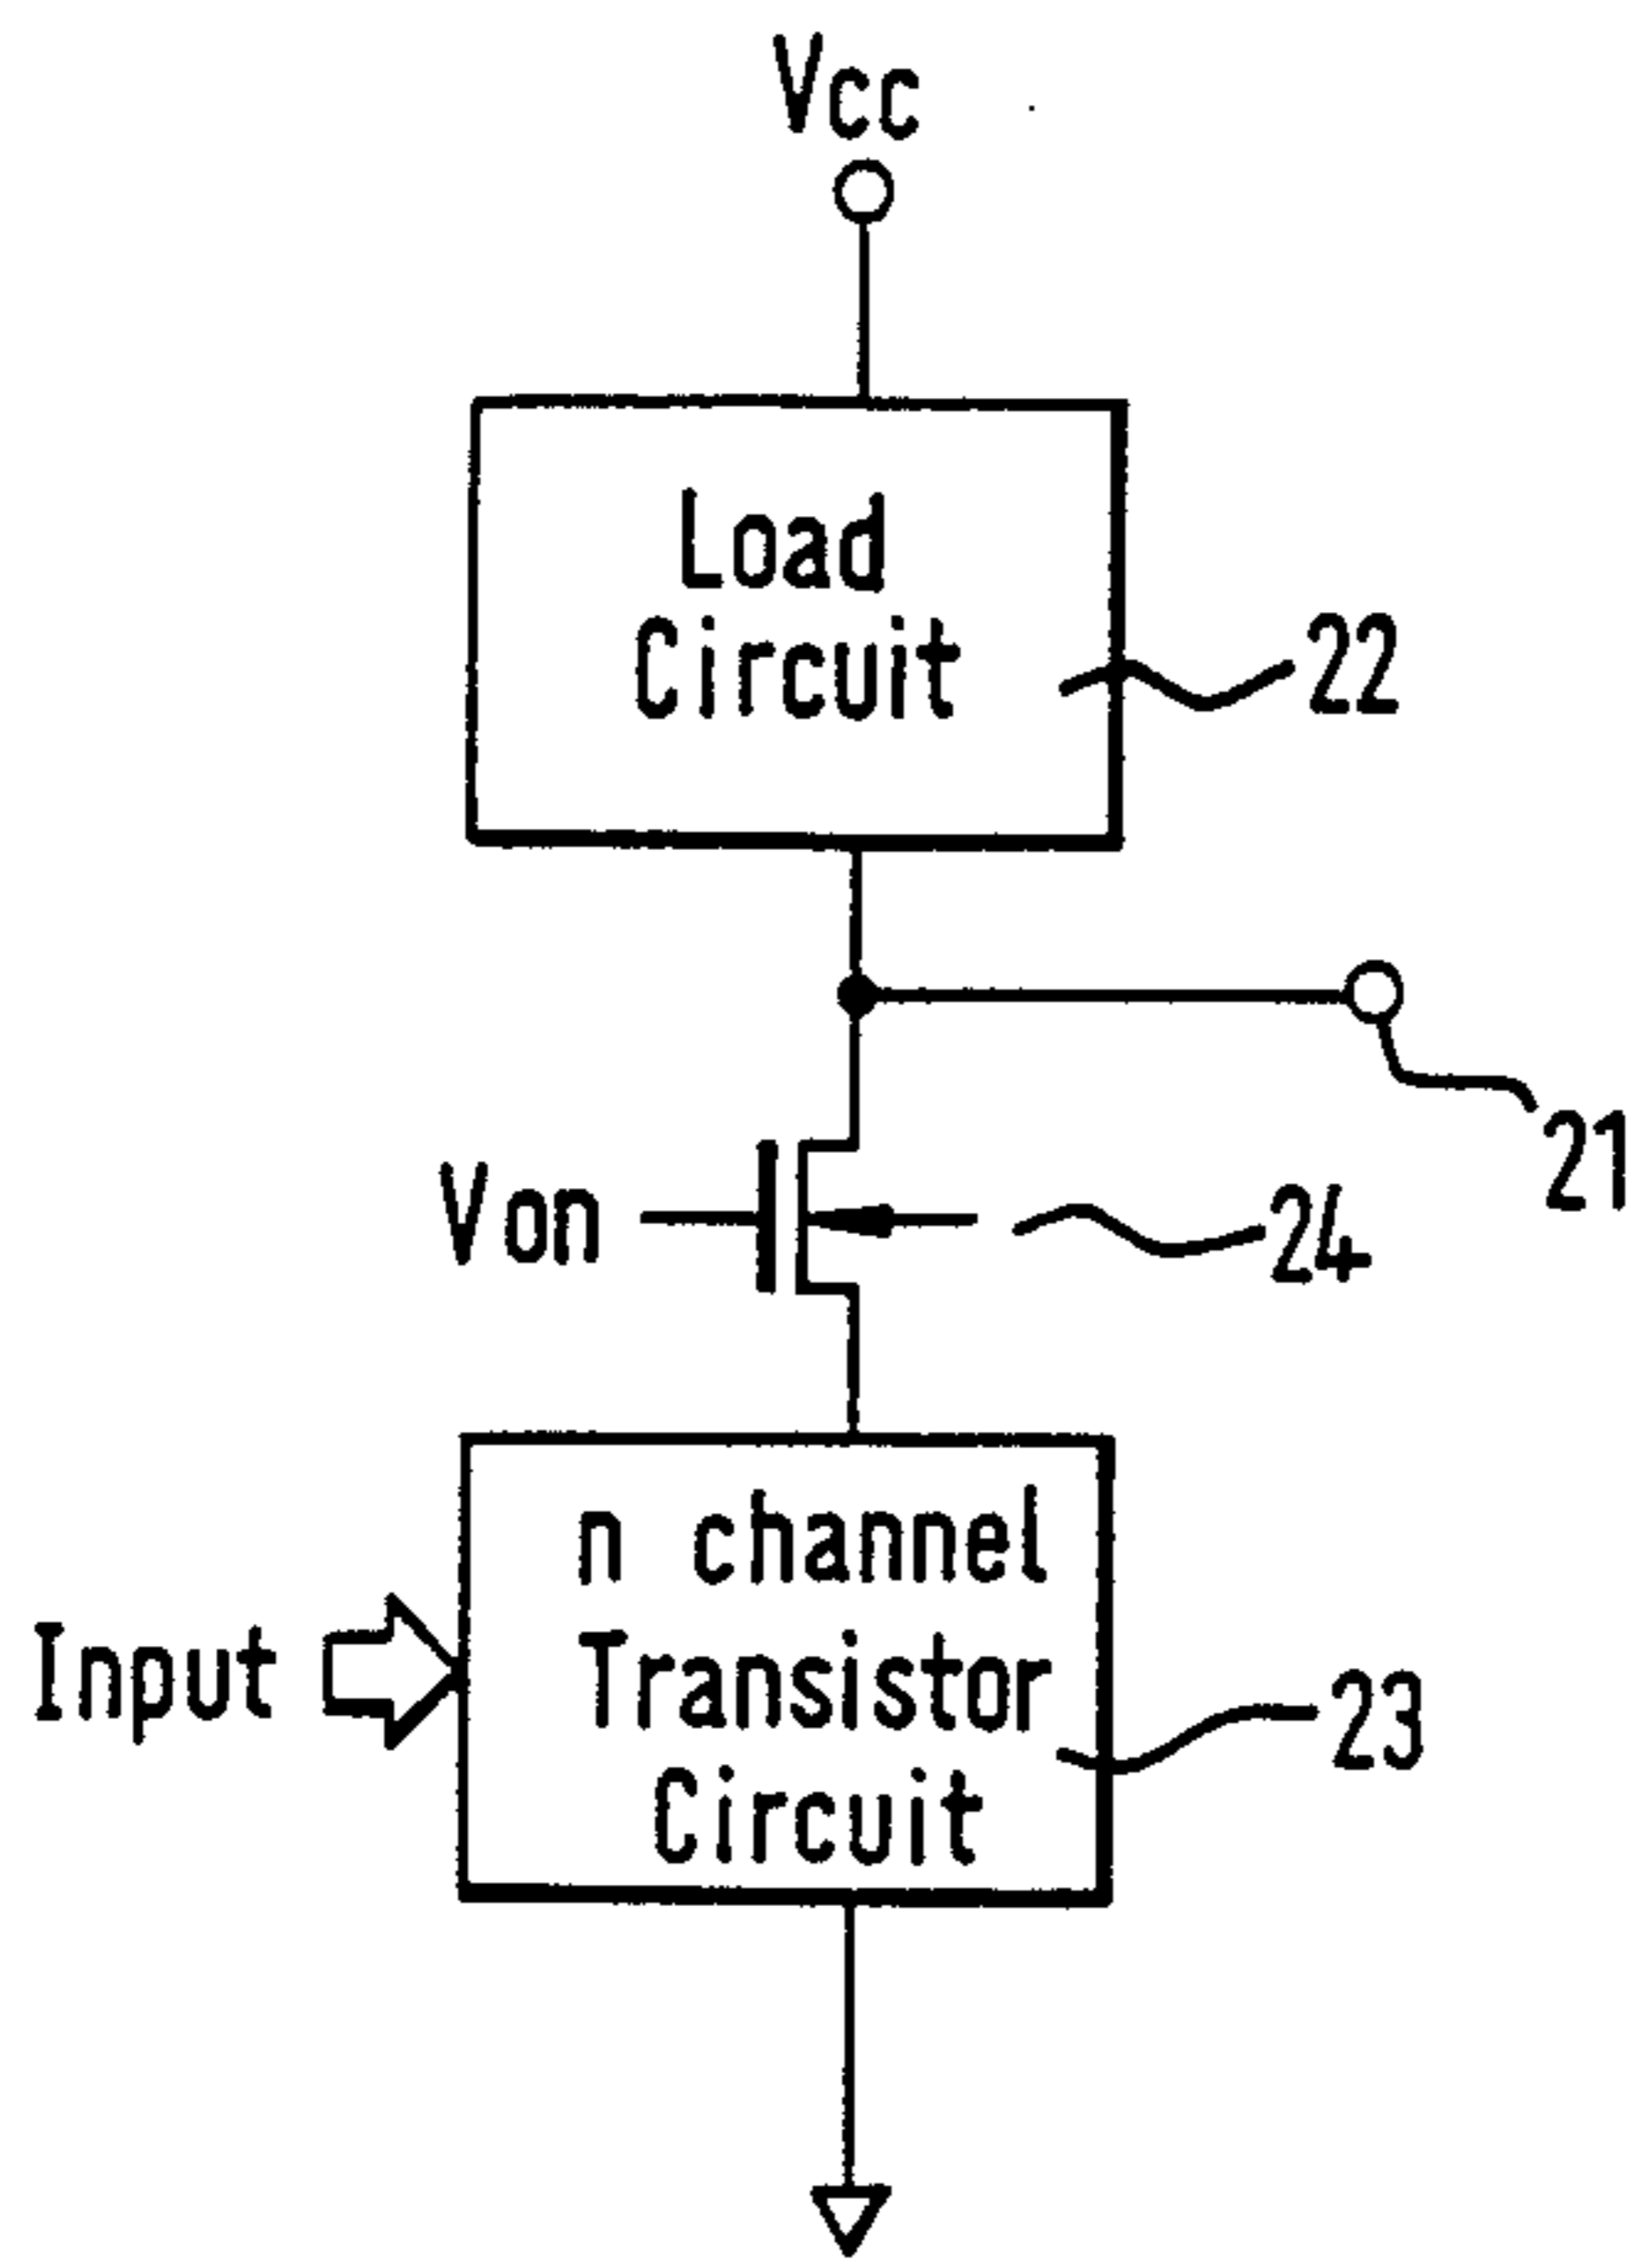 Vcc
Load
Circuit
22
21
Von
24
n channel
Transistor
Circuit
Input
23